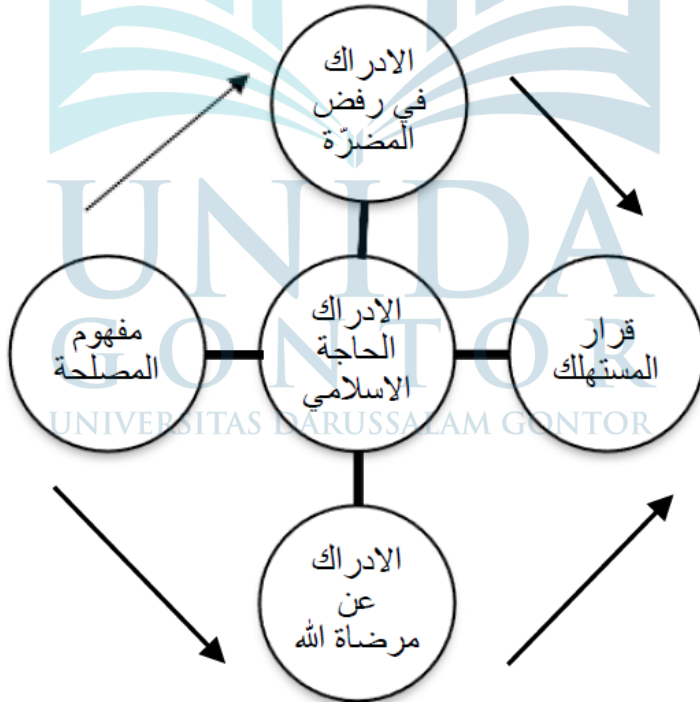 الادراك
في رفض
المضرّة
UNIDA
مفهوم
المصلحة
الادراك
الحاجة
الاسلامي
قرار
المستهلك
GONTOR
UNIVERSITAS DARUSSALAM GONTOR
الادراك
عن
مرضاة الله